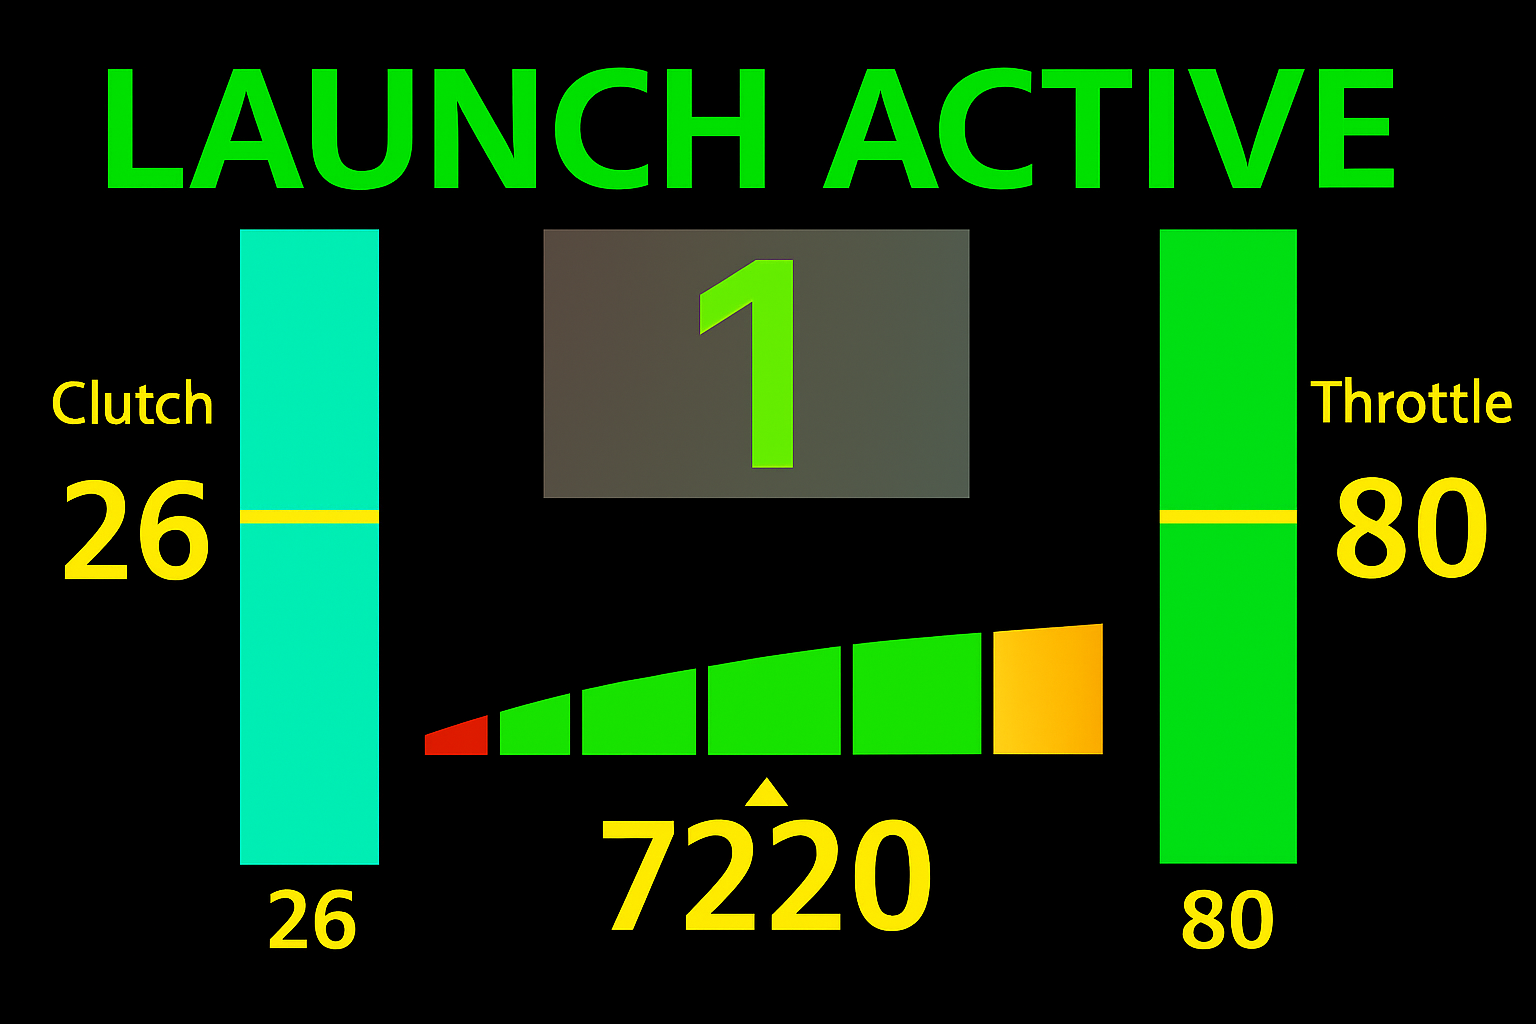 LAUNCH ACTIVE
1
Clutch
26
Throttle
80
7220
26
80